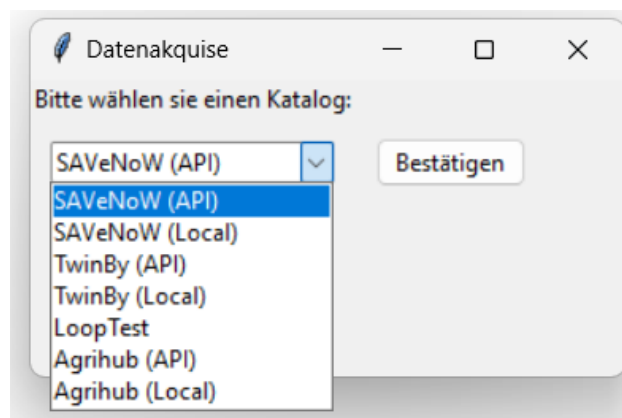 Datenakquise
Bitte wählen sie einen Katalog:
SAVeNoW (API)
Bestätigen
SAVeNoW (API)
SAVeNoW (Local)
TwinBy (API)
TwinBy (Local)
LoopTest
Agrihub (API)
Agrihub (Local)